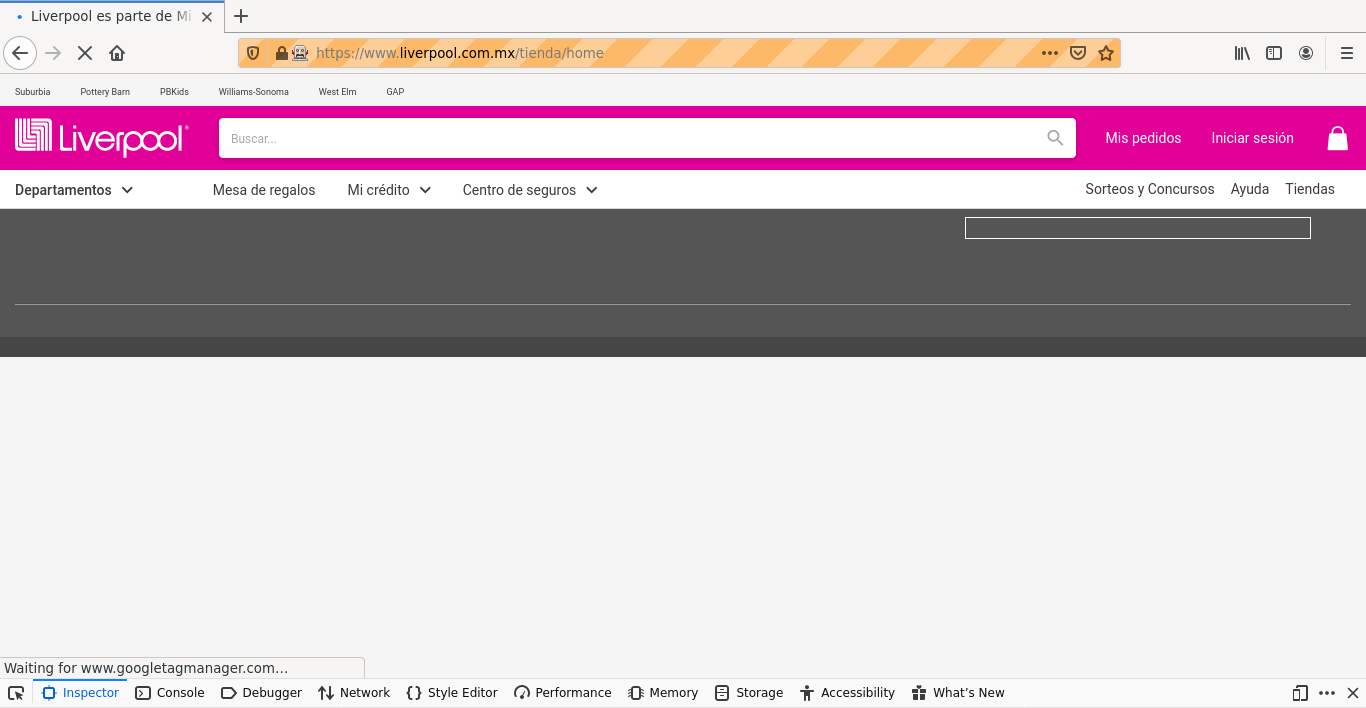 Liverpool es parte de Mi
https://www.liverpool.com.mx/tienda/home
Suburbia Pottery Barn PBKids Williams-Sonoma West Elm GAP
Liverpool Buscar... Mis pedidos Iniciar sesión
Departamentos Mesa de regalos Mi crédito Centro de seguros Sorteos y Concursos Ayuda Tiendas
Waiting for www.googletagmanager.com…
Inspector Console Debugger Network Style Editor Performance Memory Storage Accessibility What’s New